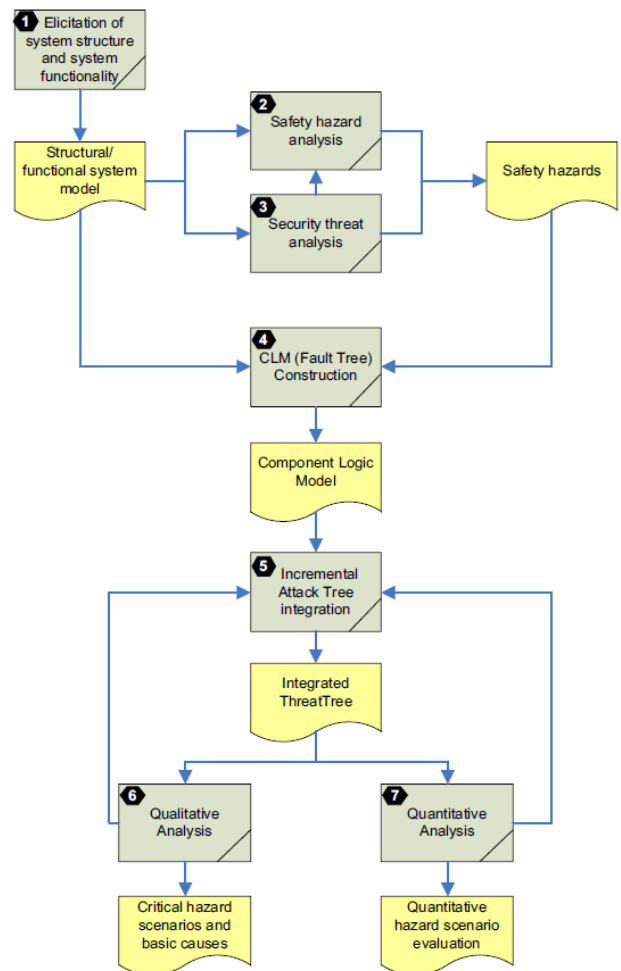 1 Elicitation of
system structure
and system
functionality
2
Safety hazard
analysis
Structural/
functional system
model
Safety hazards
3
Security threat
analysis
4
CLM (Fault Tree)
Construction
Component Logic
Model
5
Incremental
Attack Tree
integration
Integrated
ThreatTree
6
Qualitative
Analysis
7
Quantitative
Analysis
Critical hazard
scenarios and
basic causes
Quantitative
hazard scenario
evaluation